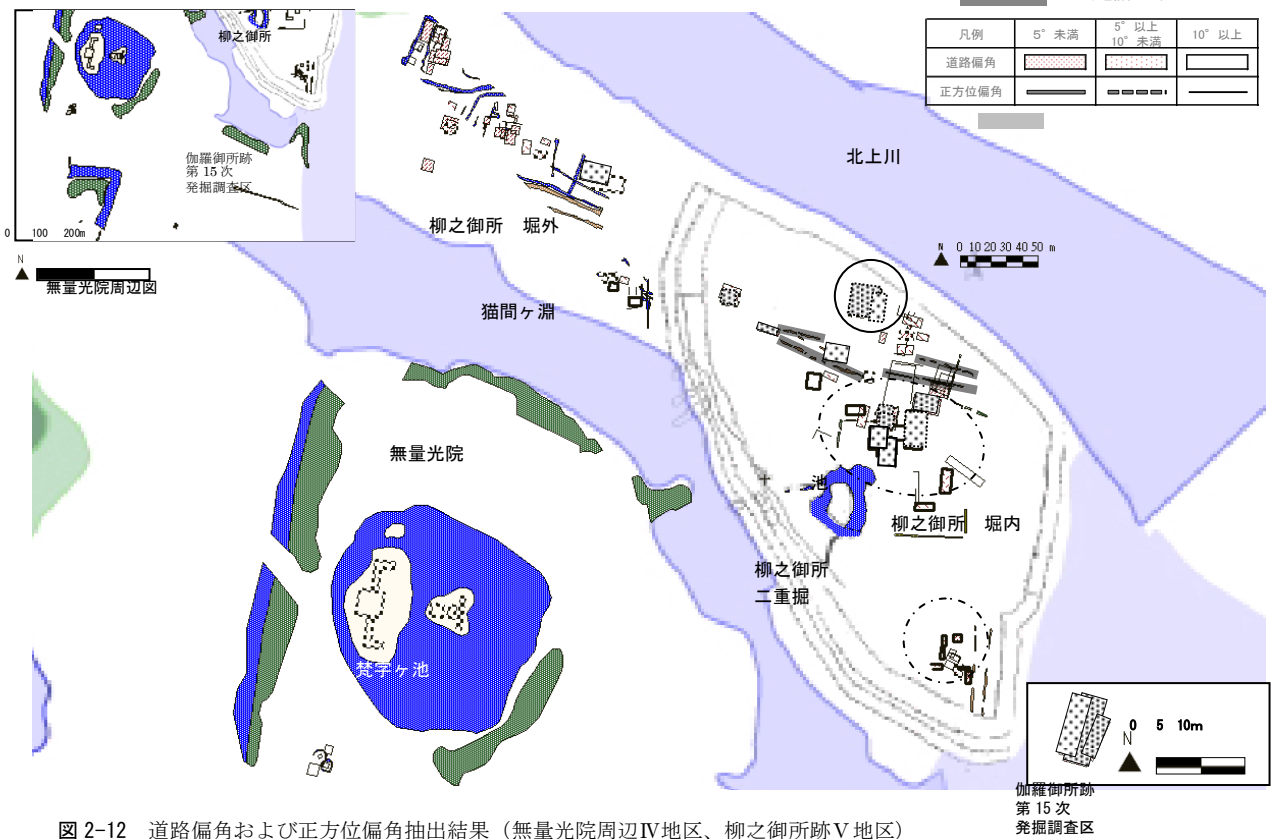 柳之御所
伽羅御所跡
第 15 次
発掘調査区
0 100 200m
N
無量光院周辺図
凡例 5° 未満 5° 以上 10° 未満 10° 以上
道路偏角
正方位偏角
北上川
柳之御所 堀外
N 0 10 20 30 40 50 m
猫間ヶ淵
無量光院
池
柳之御所 堀内
柳之御所
二重掘
梵字ヶ池
0 5 10m
N
伽羅御所跡
第 15 次
発掘調査区
図 2-12 道路偏角および正方位偏角抽出結果（無量光院周辺Ⅳ地区、柳之御所跡Ⅴ地区）